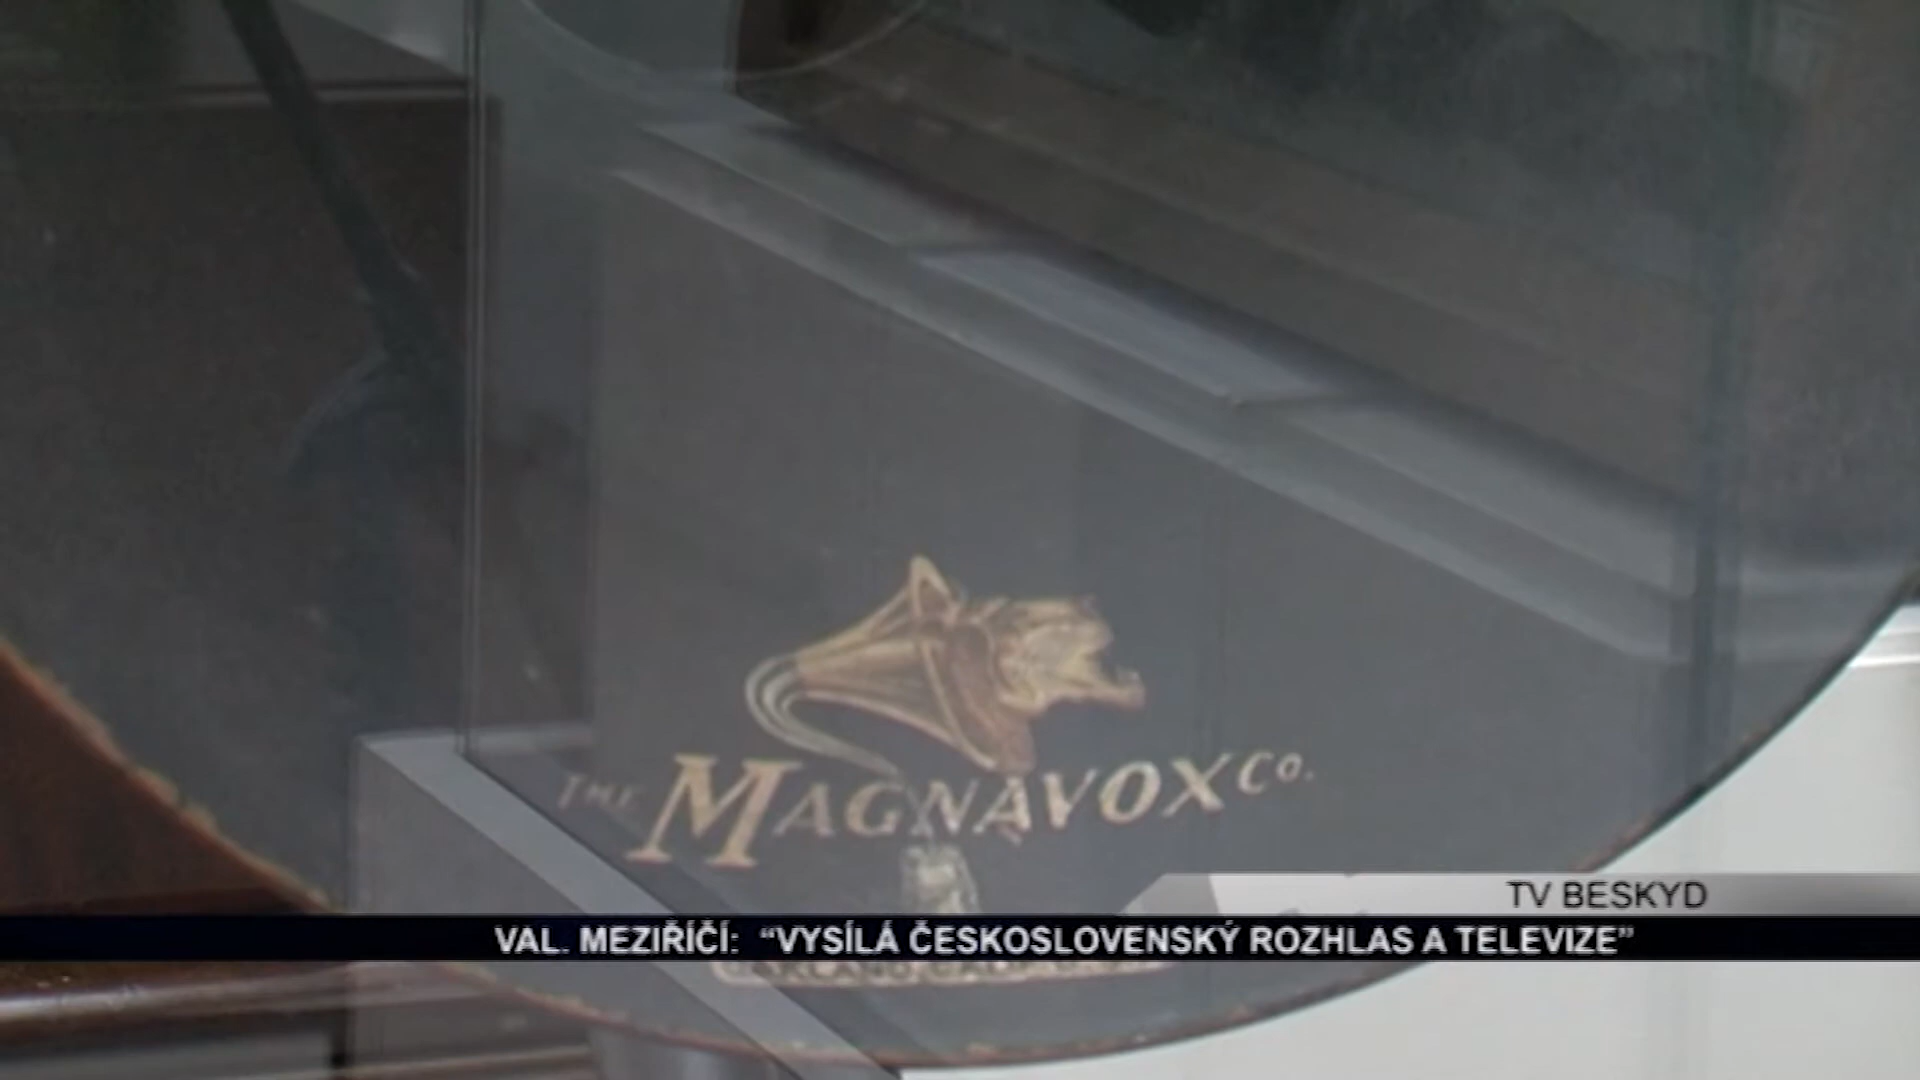 THE MAGNAVOX Co.
TV BESKYD
VAL. MEZIŘÍČÍ: “VYSÍLÁ ČESKOSLOVENSKÝ ROZHLAS A TELEVIZE”